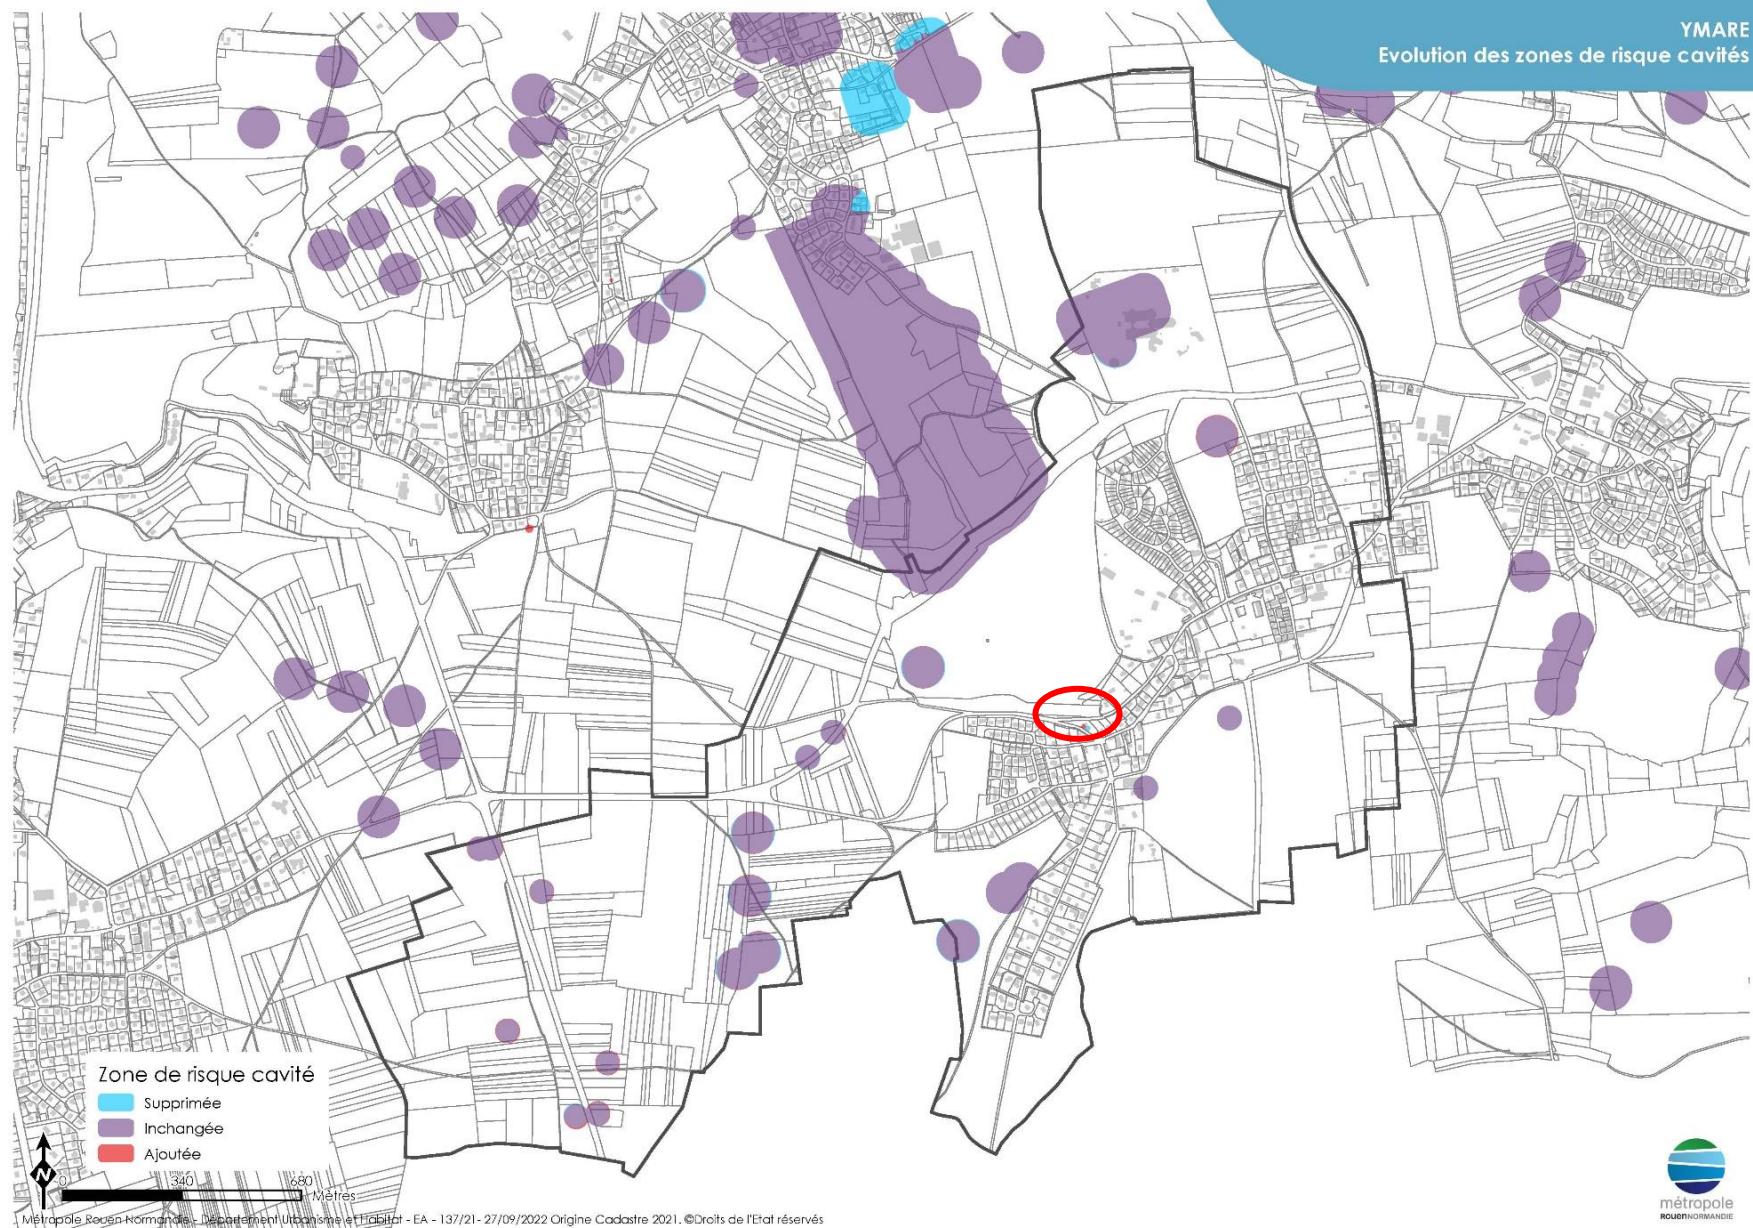 YMARE
Evolution des zones de risque cavités
Zone de risque cavité
Supprimée
Inchangée
Ajoutée
N
0 340 680
Mètres
Métropole Rouen Normandie - Département Urbanisme et Habitat - EA - 137/21- 27/09/2022 Origine Cadastre 2021. ©Droits de l'Etat réservés
métropole
ROUENNORMANDIE